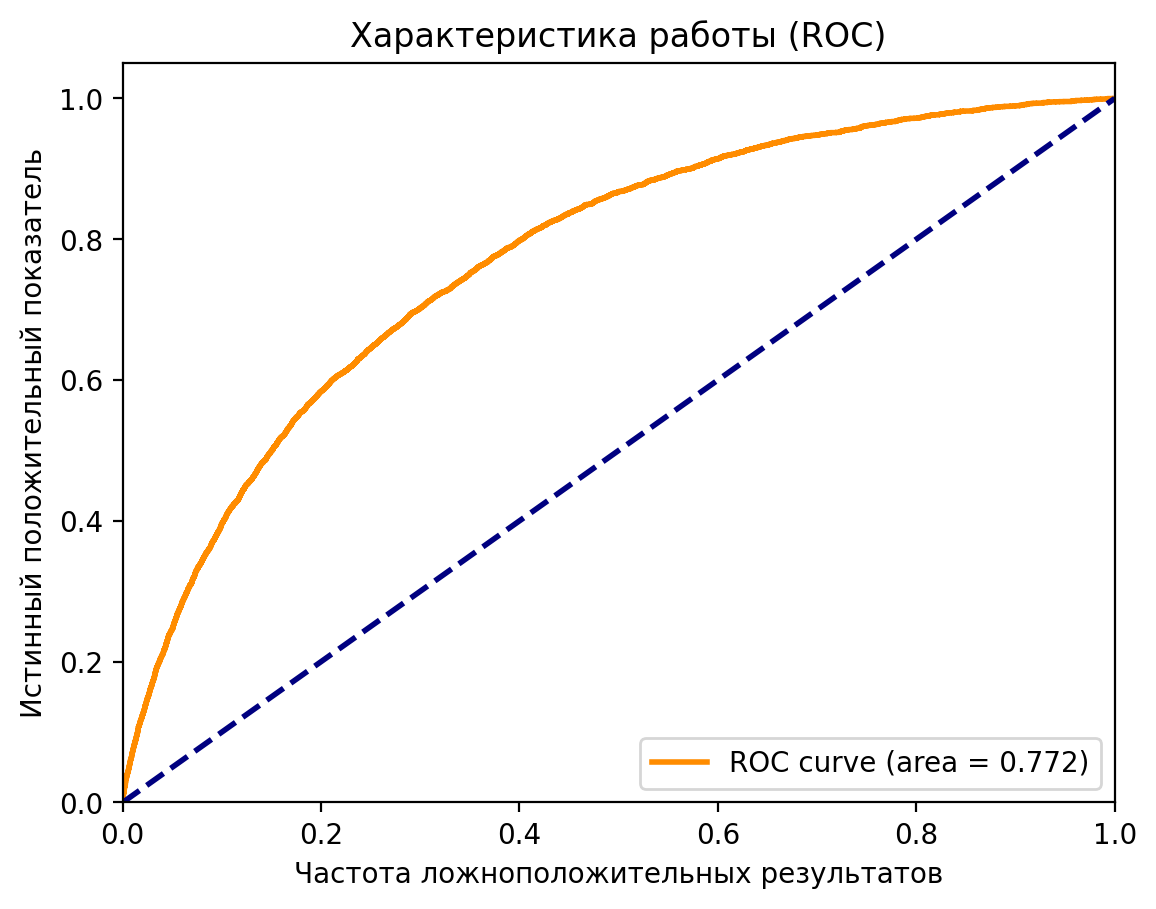 Характеристика работы (ROC)
Истинный положительный показатель
1.0
0.8
0.6
0.4
0.2
0.0
0.0 0.2 0.4 0.6 0.8 1.0
ROC curve (area = 0.772)
Частота ложноположительных результатов